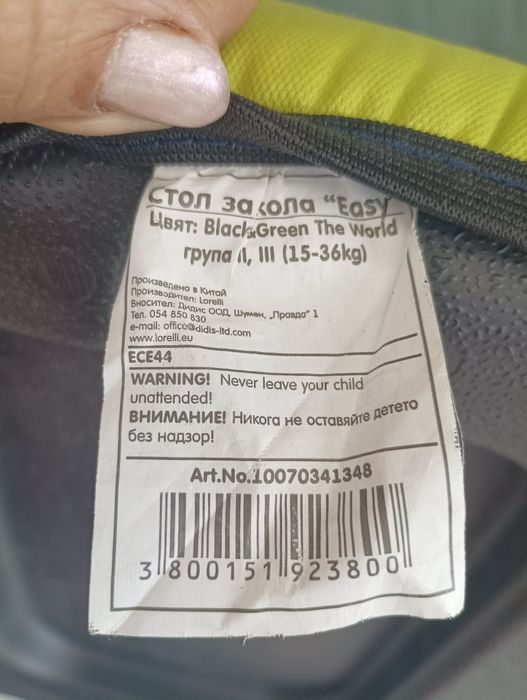 Стол за кола "Easy
Цвят: Black&Green The World
група II, III (15-36kg)
Произведено в Китай
Производител: Lorelli
Вносител: Дидис ООД, Шумен, „Правда" 1
Тел. 054 850 830
e-mail: office@didis-ltd.com
www.lorelli.eu
ECE44
WARNING! Never leave your child
unattended!
ВНИМАНИЕ! Никога не оставяйте детето
без надзор!
Art.No.10070341348
3 800151 923800